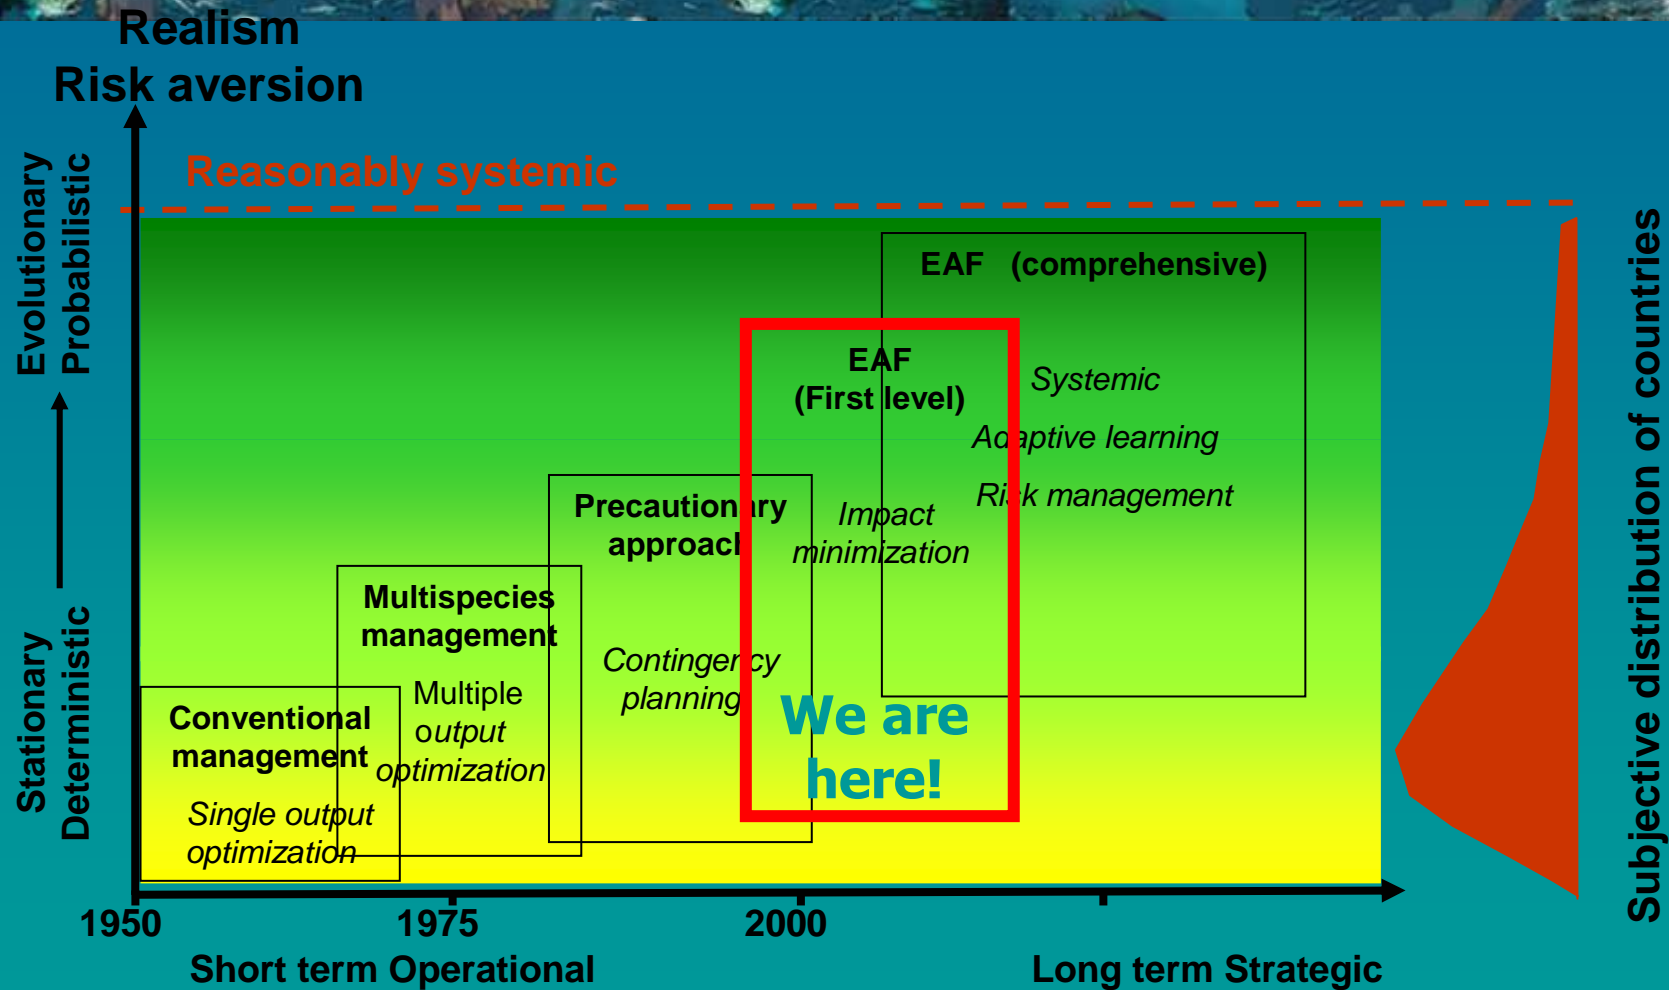 Realism
Risk aversion
Reasonably systemic
Evolutionary
Probabilistic
Stationary
Deterministic
EAF (comprehensive)
Systemic
Adaptive learning
Risk management
EAF
(First level)
Impact
minimization
We are
here!
Precautionary
approach
Contingency
planning
Multispecies
management
Multiple
output
optimization
Conventional
management
Single output
optimization
Subjective distribution of countries
1950 1975 2000
Short term Operational Long term Strategic